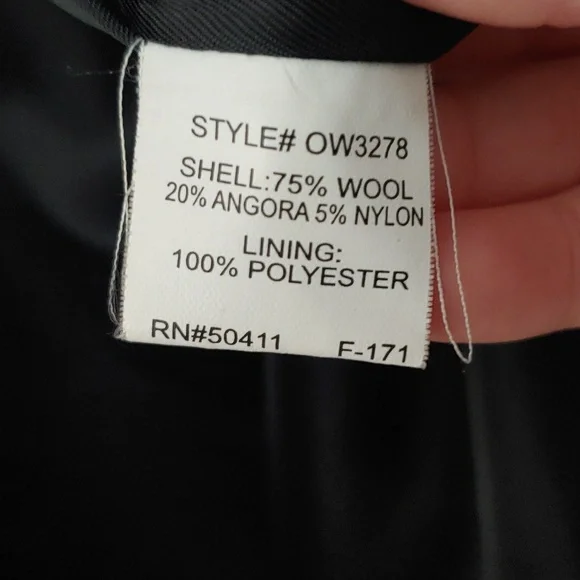 STYLE# OW3278
SHELL:75% WOOL
20% ANGORA 5% NYLON
LINING:
100% POLYESTER
RN#50411 F-171